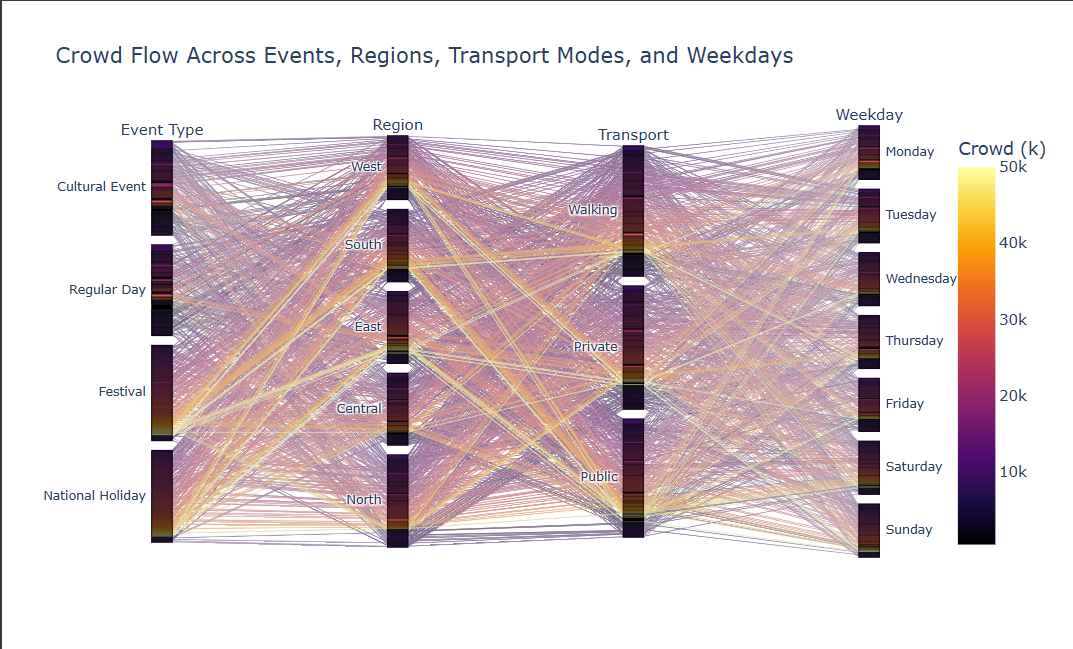 Crowd Flow Across Events, Regions, Transport Modes, and Weekdays
Event Type
Cultural Event
Regular Day
Festival
National Holiday
Region
West
South
East
Central
North
Transport
Walking
Private
Public
Weekday
Monday
Tuesday
Wednesday
Thursday
Friday
Saturday
Sunday
Crowd (k)
50k
40k
30k
20k
10k